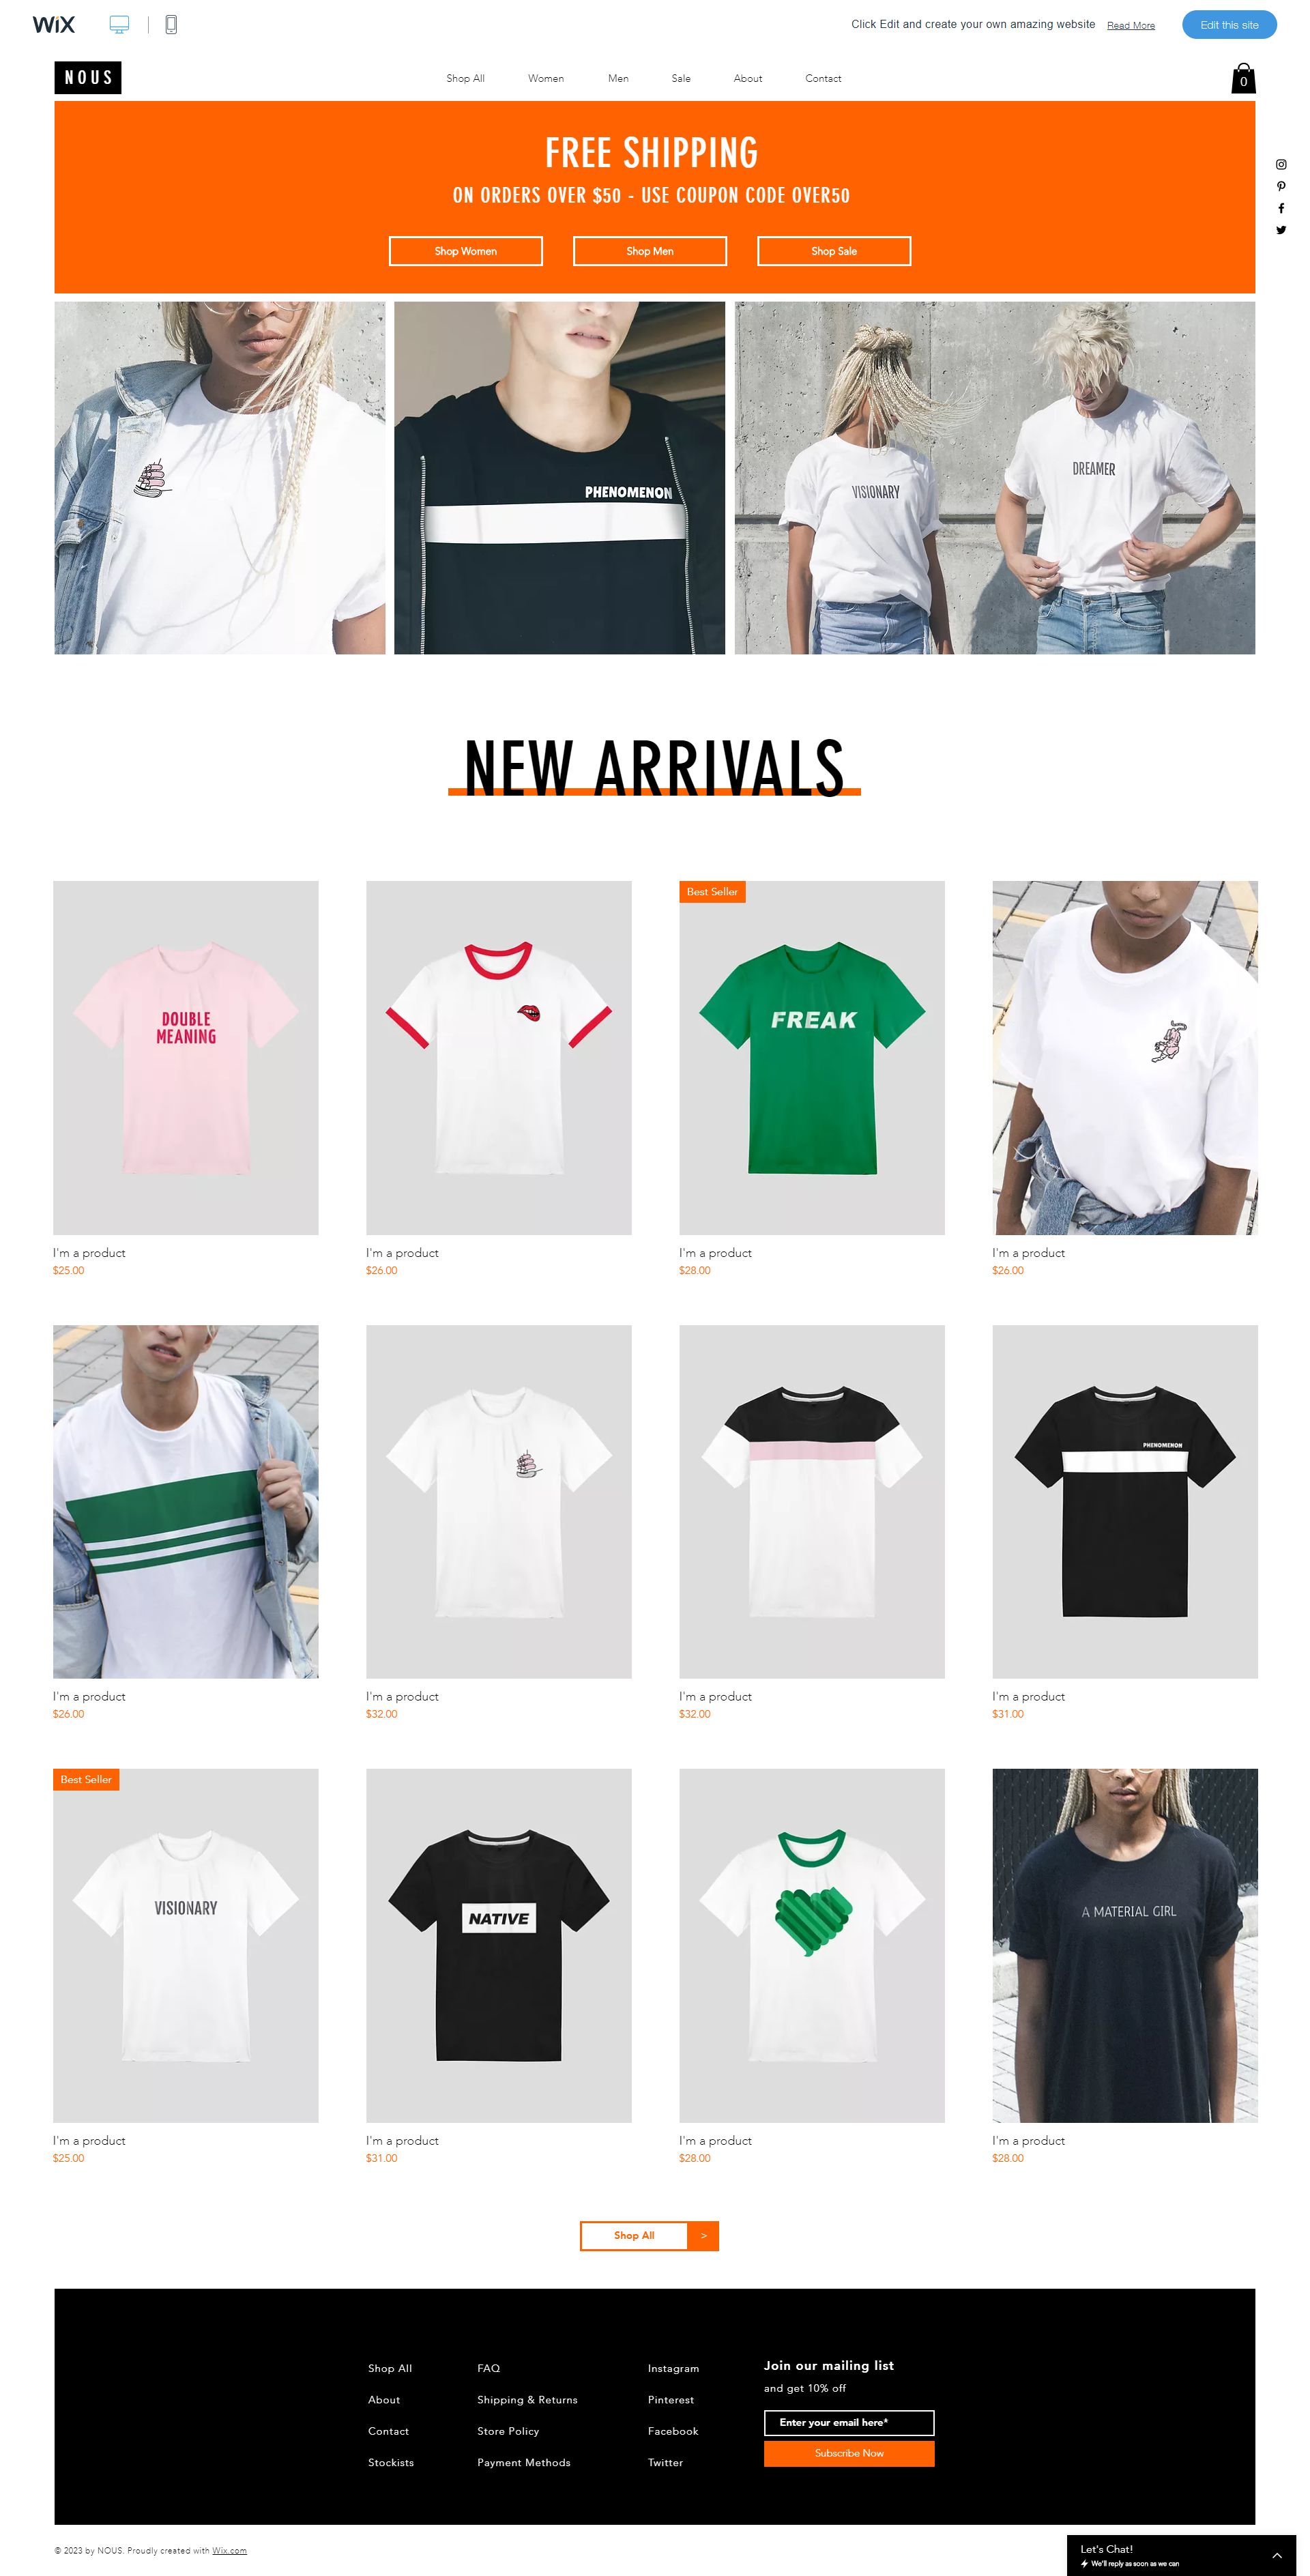 WiX
Click Edit and create your own amazing website
Read More
Edit this site
NOUS
Shop All
Women
Men
Sale
About
Contact
0
FREE SHIPPING
ON ORDERS OVER $50 - USE COUPON CODE OVER50
Shop Women
Shop Men
Shop Sale
PHENOMENON
VISIONARY
DREAMER
NEW ARRIVALS
DOUBLE
MEANING
Best Seller
FREAK
I'm a product
$25.00
I'm a product
$26.00
I'm a product
$28.00
I'm a product
$26.00
PHENOMENON
I'm a product
$26.00
I'm a product
$32.00
I'm a product
$32.00
I'm a product
$31.00
Best Seller
VISIONARY
NATIVE
A MATERIAL GIRL
I'm a product
$25.00
I'm a product
$31.00
I'm a product
$28.00
I'm a product
$28.00
Shop All
>
Shop All
About
Contact
Stockists
FAQ
Shipping & Returns
Store Policy
Payment Methods
Instagram
Pinterest
Facebook
Twitter
Join our mailing list
and get 10% off
Enter your email here*
Subscribe Now
© 2023 by NOUS. Proudly created with Wix.com
Let's Chat!
We'll reply as soon as we can